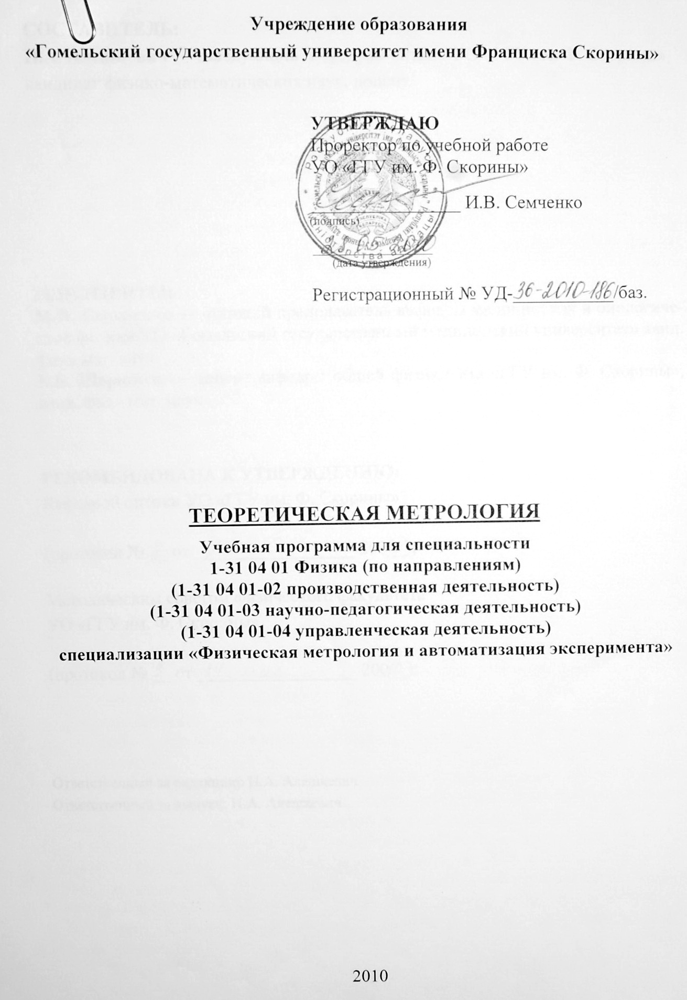 Учреждение образования
«Гомельский государственный университет имени Франциска Скорины»
УТВЕРЖДАЮ
Проректор по учебной работе
УО «ГГУ им. Ф. Скорины»
И.В. Семченко
(подпись)
(дата утверждения)
Регистрационный № УД-36-2010-186/баз.
ТЕОРЕТИЧЕСКАЯ МЕТРОЛОГИЯ
Учебная программа для специальности
1-31 04 01 Физика (по направлениям)
(1-31 04 01-02 производственная деятельность)
(1-31 04 01-03 научно-педагогическая деятельность)
(1-31 04 01-04 управленческая деятельность)
специализации «Физическая метрология и автоматизация эксперимента»
2010